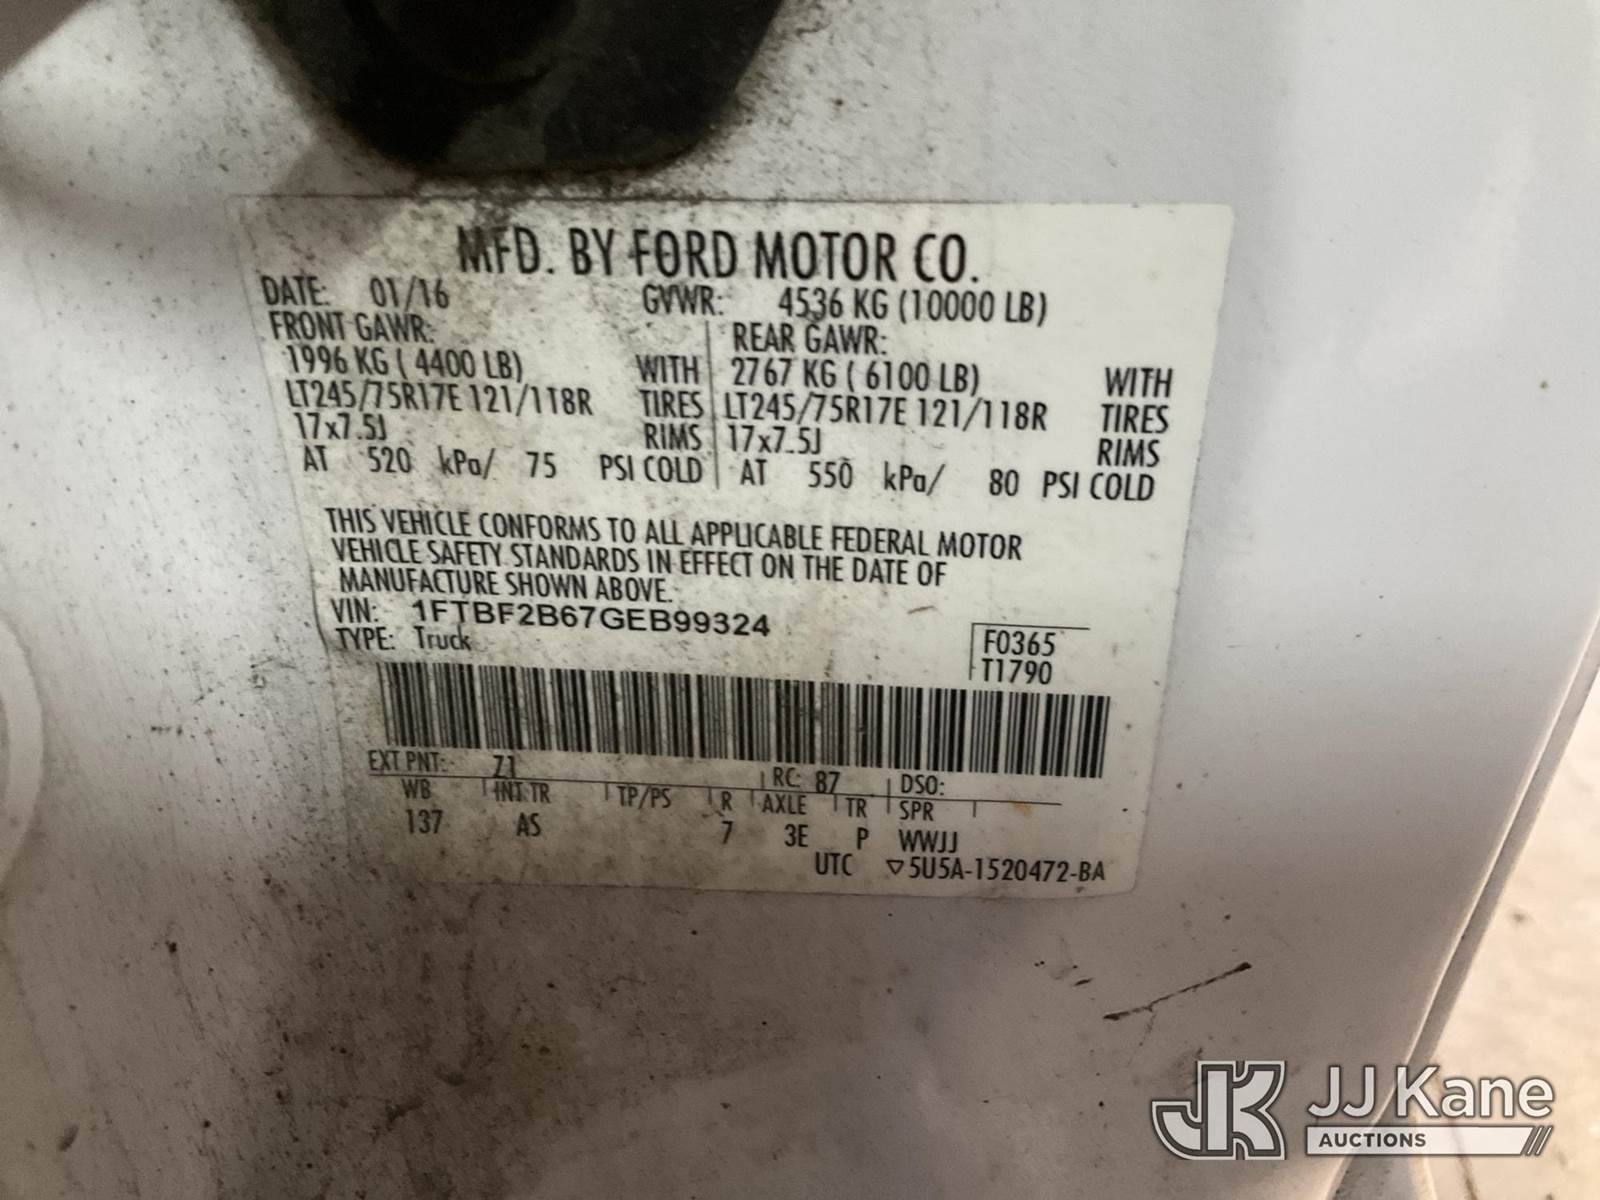 MFD. BY FORD MOTOR CO.
DATE: 01/16 GVWR: 4536 KG (10000 LB)
FRONT GAWR: REAR GAWR:
1996 KG ( 4400 LB) WITH 2767 KG ( 6100 LB) WITH
LT245/75R17E 121/118R TIRES LT245/75R17E 121/118R TIRES
17x7.5J RIMS 17x7.5J RIMS
AT 520 kPa/ 75 PSI COLD AT 550 kPa/ 80 PSI COLD
THIS VEHICLE CONFORMS TO ALL APPLICABLE FEDERAL MOTOR
VEHICLE SAFETY STANDARDS IN EFFECT ON THE DATE OF
MANUFACTURE SHOWN ABOVE.
VIN: 1FTBF2B67GEB99324
TYPE: Truck F0365
T1790
EXT PNT: Z1 RC: 87 DSO:
WB INT TR TP/PS R AXLE TR SPR
137 AS 7 3E P WWJJ
UTC ▽5U5A-1520472-BA
JK JJ Kane
AUCTIONS